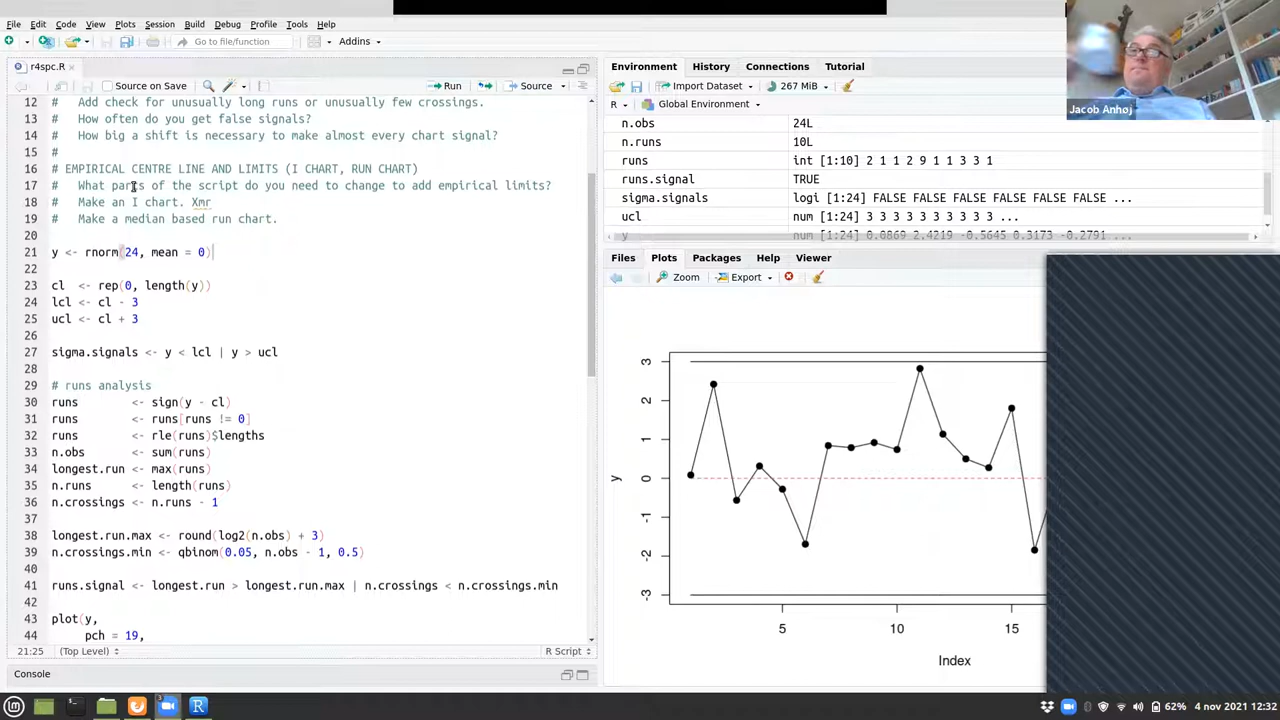 File Edit Code View Plots Session Build Debug Profile Tools Help
Go to file/function
Addins
r4spc.R
Source on Save
Run
Source
12 # Add check for unusually long runs or unusually few crossings.
13 # How often do you get false signals?
14 # How big a shift is necessary to make almost every chart signal?
15 #
16 # EMPIRICAL CENTRE LINE AND LIMITS (I CHART, RUN CHART)
17 # What parts of the script do you need to change to add empirical limits?
18 # Make an I chart. Xmr
19 # Make a median based run chart.
20
21 y <- rnorm(24, mean = 0)
22
23 cl <- rep(0, length(y))
24 lcl <- cl - 3
25 ucl <- cl + 3
26
27 sigma.signals <- y < lcl | y > ucl
28
29 # runs analysis
30 runs <- sign(y - cl)
31 runs <- runs[runs != 0]
32 runs <- rle(runs)$lengths
33 n.obs <- sum(runs)
34 longest.run <- max(runs)
35 n.runs <- length(runs)
36 n.crossings <- n.runs - 1
37
38 longest.run.max <- round(log2(n.obs) + 3)
39 n.crossings.min <- qbinom(0.05, n.obs - 1, 0.5)
40
41 runs.signal <- longest.run > longest.run.max | n.crossings < n.crossings.min
42
43 plot(y,
44 pch = 19,
21:25 (Top Level) R Script
Console
Environment History Connections Tutorial
Import Dataset 267 MiB
R Global Environment
n.obs 24L
n.runs 10L
runs int [1:10] 2 1 1 2 9 1 1 3 3 1
runs.signal TRUE
sigma.signals logi [1:24] FALSE FALSE FALSE FALSE FALSE FALSE ...
ucl num [1:24] 3 3 3 3 3 3 3 3 3 3 ...
y num [1:24] 0.0869 2.4219 -0.5645 0.3173 -0.2791 ...
Files Plots Packages Help Viewer
Zoom Export
3
2
1
0
-1
-2
-3
y
5 10 15
Index
Jacob Anhøj
62% 4 nov 2021 12:32